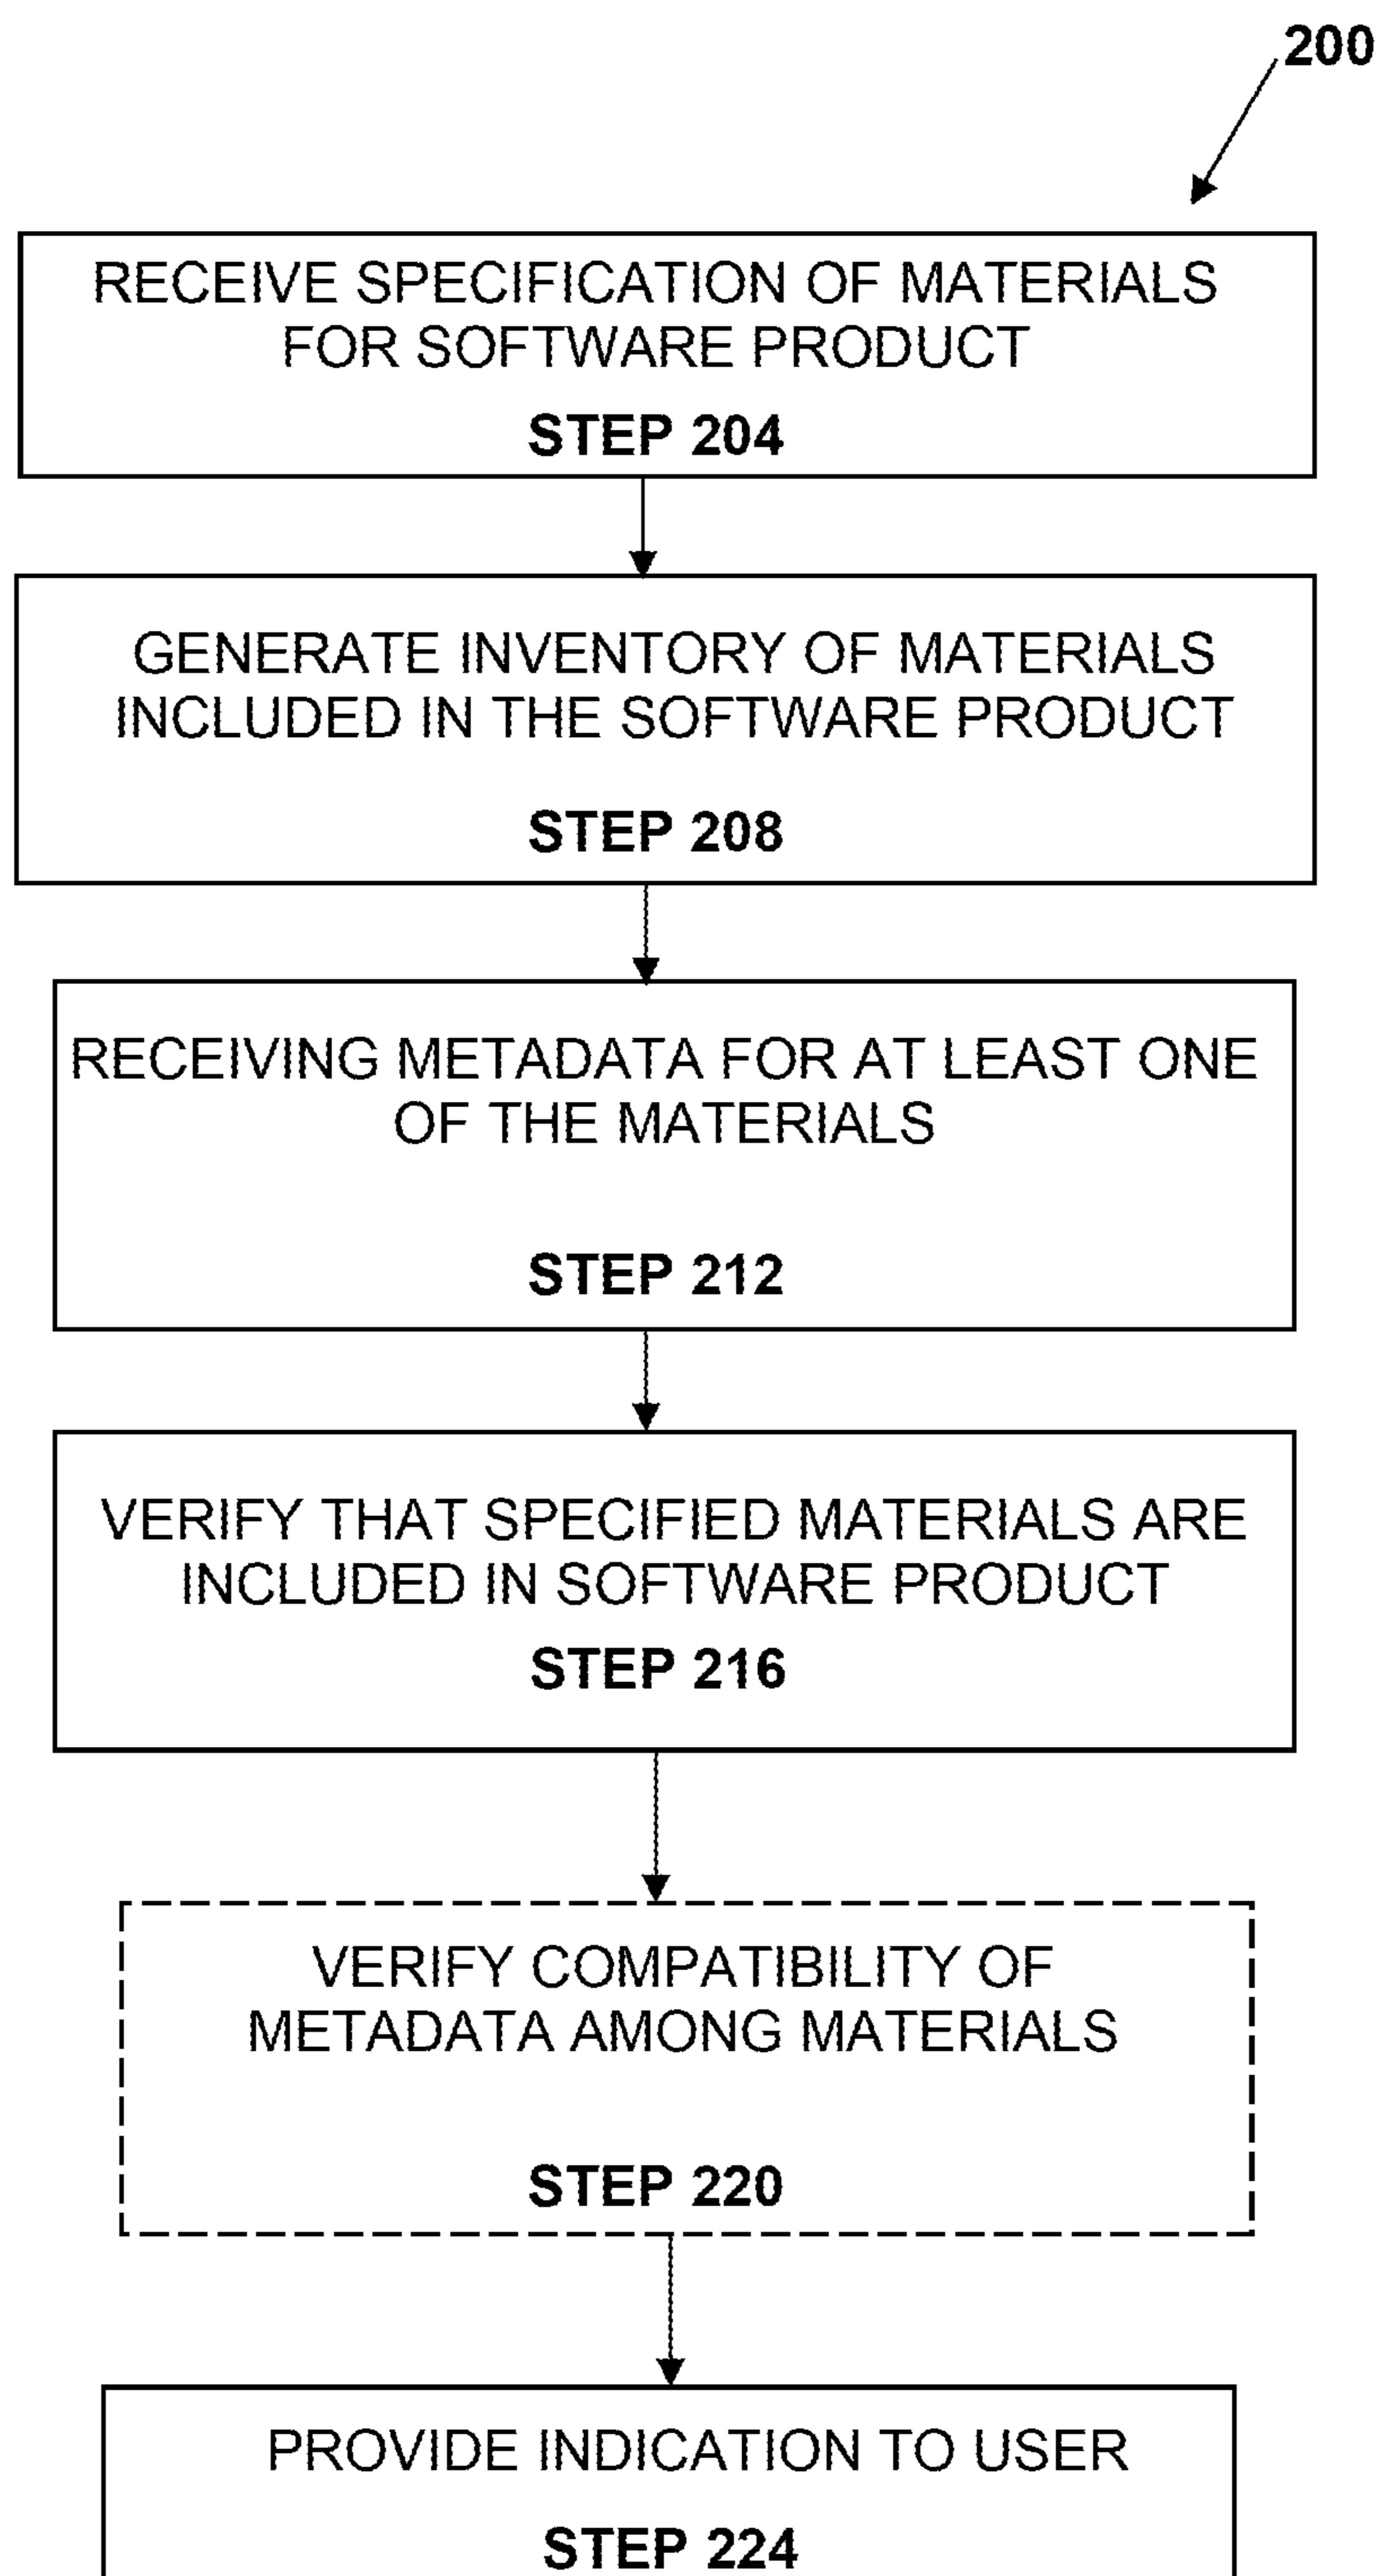 200
RECEIVE SPECIFICATION OF MATERIALS
FOR SOFTWARE PRODUCT
STEP 204
GENERATE INVENTORY OF MATERIALS
INCLUDED IN THE SOFTWARE PRODUCT
STEP 208
RECEIVING METADATA FOR AT LEAST ONE
OF THE MATERIALS
STEP 212
VERIFY THAT SPECIFIED MATERIALS ARE
INCLUDED IN SOFTWARE PRODUCT
STEP 216
VERIFY COMPATIBILITY OF
METADATA AMONG MATERIALS
STEP 220
PROVIDE INDICATION TO USER
STEP 224